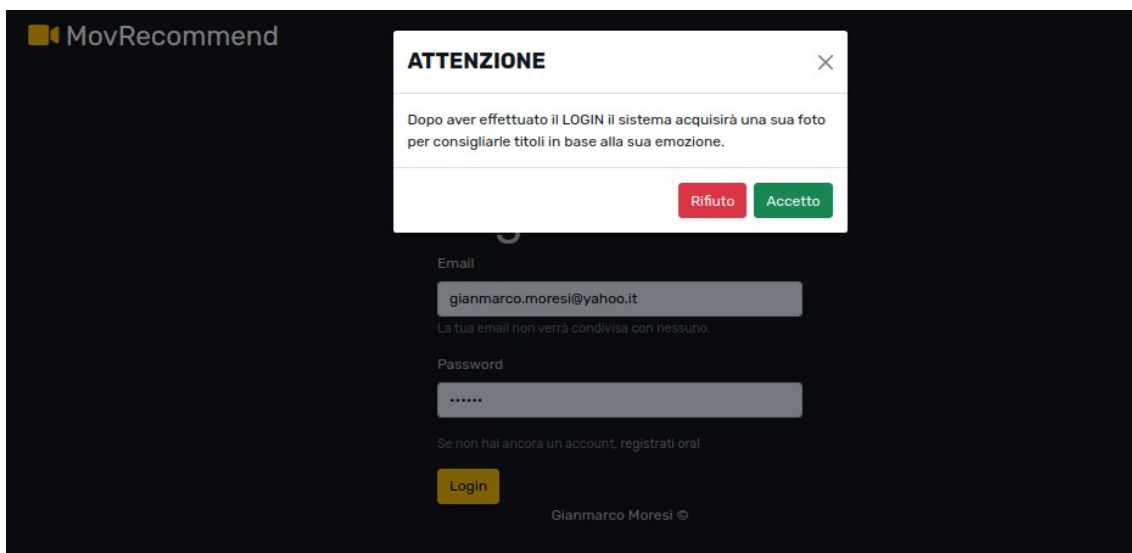 MovRecommend
ATTENZIONE
Dopo aver effettuato il LOGIN il sistema acquisirà una sua foto
per consigliarle titoli in base alla sua emozione.
Rifiuto Accetto
Email
gianmarco.moresi@yahoo.it
La tua email non verrà condivisa con nessuno.
Password
••••••
Se non hai ancora un account, registrati ora!
Login
Gianmarco Moresi ©